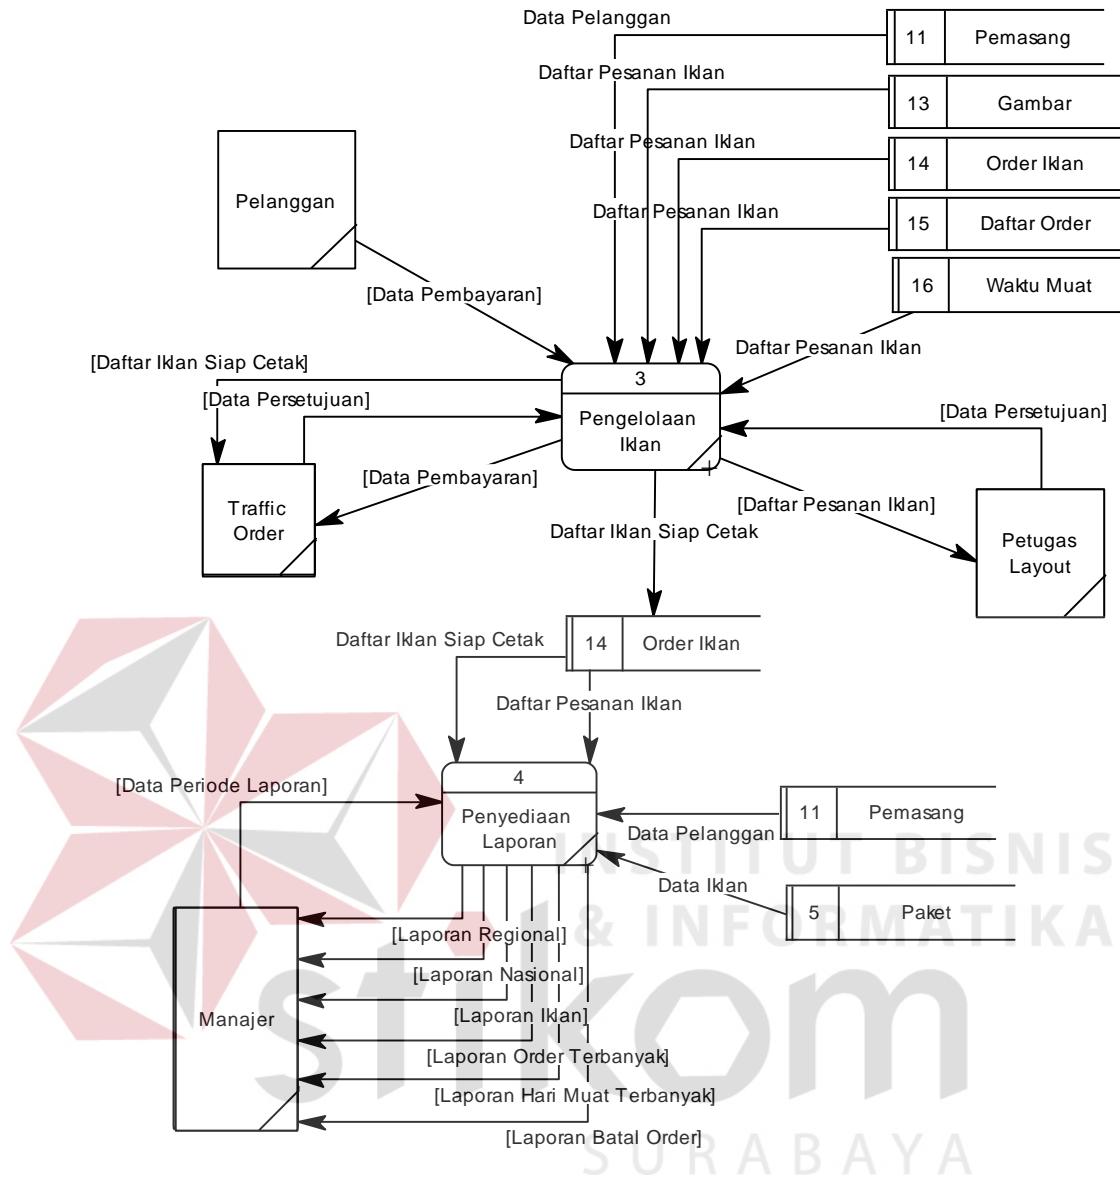 Data Pelanggan
11 Pemasang
Daftar Pesanan Iklan
13 Gambar
Daftar Pesanan Iklan
14 Order Iklan
Pelanggan
Daftar Pesanan Iklan
15 Daftar Order
16 Waktu Muat
[Data Pembayaran]
Daftar Pesanan Iklan
[Daftar Iklan Siap Cetak]
3
[Data Persetujuan]
Pengelolaan
Iklan
[Data Persetujuan]
[Data Pembayaran]
Traffic
Order
[Daftar Pesanan Iklan]
Daftar Iklan Siap Cetak
Petugas
Layout
Daftar Iklan Siap Cetak
14 Order Iklan
Daftar Pesanan Iklan
[Data Periode Laporan]
4
Penyediaan
Laporan
11 Pemasang
Data Pelanggan
Data Iklan
5 Paket
INSTITUT BISNIS
& INFORMATIKA
[Laporan Regional]
[Laporan Nasional]
[Laporan Iklan]
Manajer
[Laporan Order Terbanyak]
[Laporan Hari Muat Terbanyak]
[Laporan Batal Order]
stikom
SURABAYA